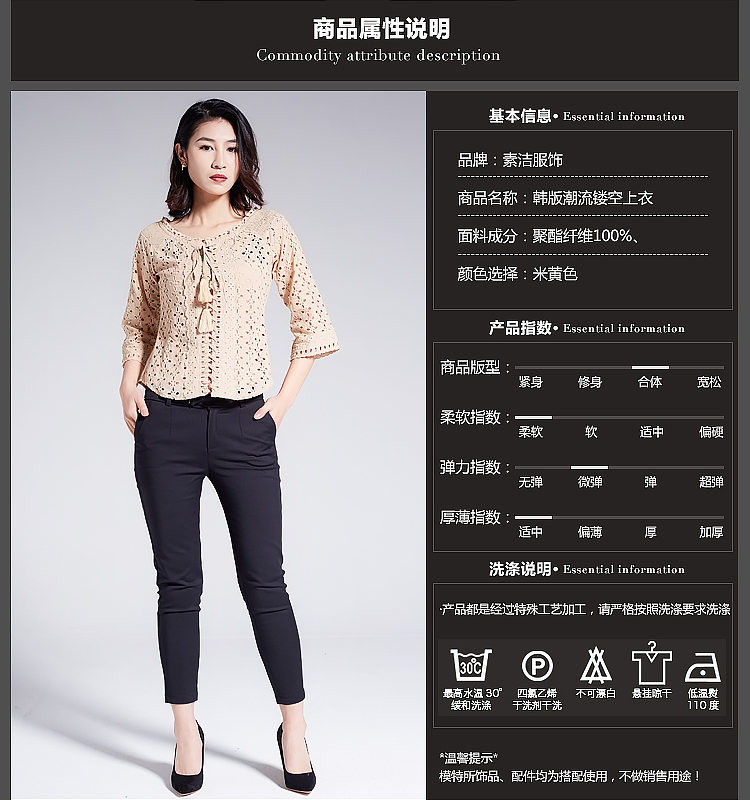 商品属性说明
Commodity attribute description
基本信息• Essential information
品牌：素洁服饰
商品名称：韩版潮流镂空上衣
面料成分：聚酯纤维100%、
颜色选择：米黄色
产品指数• Essential information
商品版型：
紧身 修身 合体 宽松
柔软指数：
柔软 软 适中 偏硬
弹力指数：
无弹 微弹 弹 超弹
厚薄指数：
适中 偏薄 厚 加厚
洗涤说明• Essential information
·产品都是经过特殊工艺加工，请严格按照洗涤要求洗涤
30℃ P
最高水温 30° 四氯乙烯 不可漂白 悬挂晾干 低温熨
缓和洗涤 干洗剂干洗 110 度
*温馨提示*
模特所饰品、配件均为搭配使用，不做销售用途！